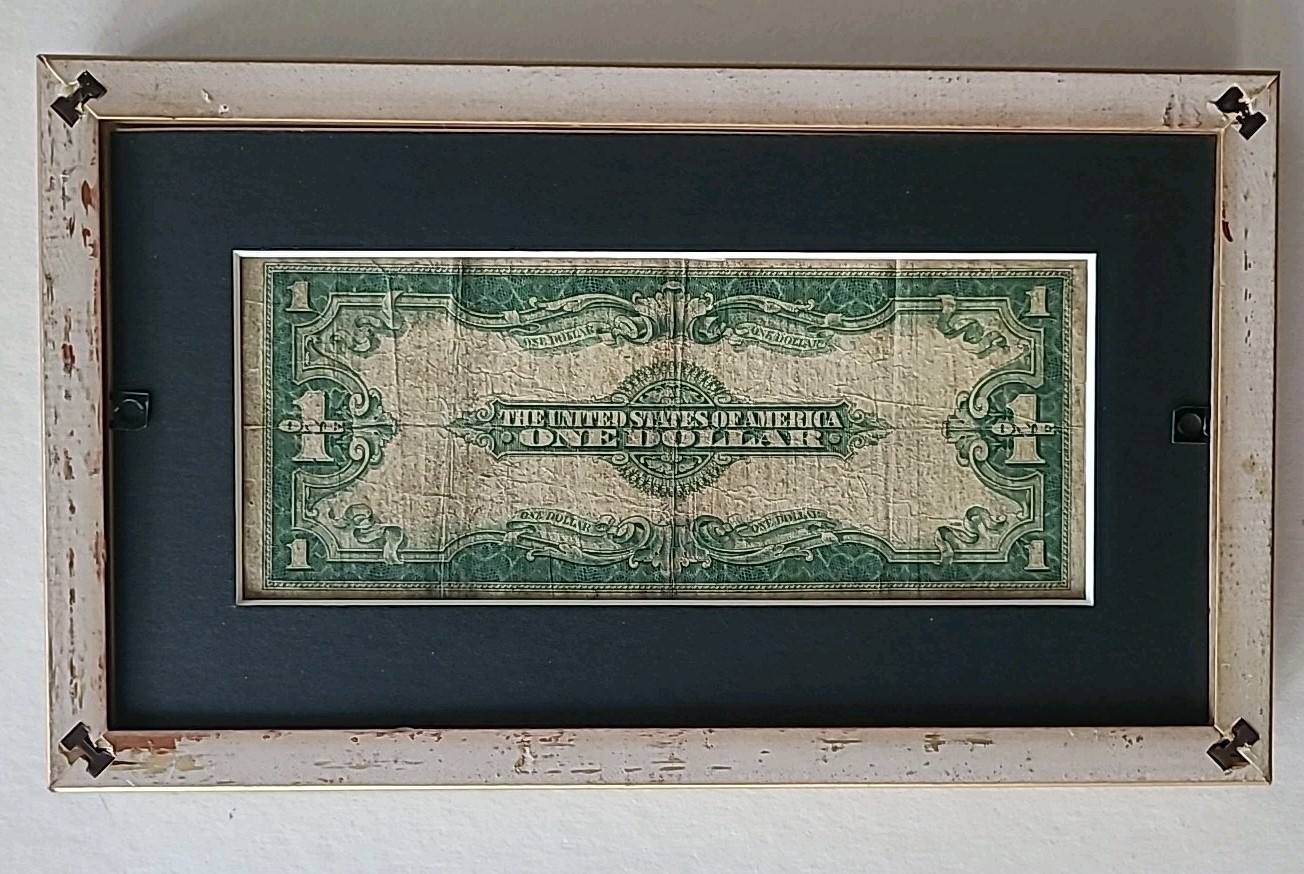 1 1
ONE DOLLAR ONE DOLLAR
1 ONE 1 ONE
THE UNITED STATES OF AMERICA
ONE DOLLAR
ONE DOLLAR ONE DOLLAR
1 1